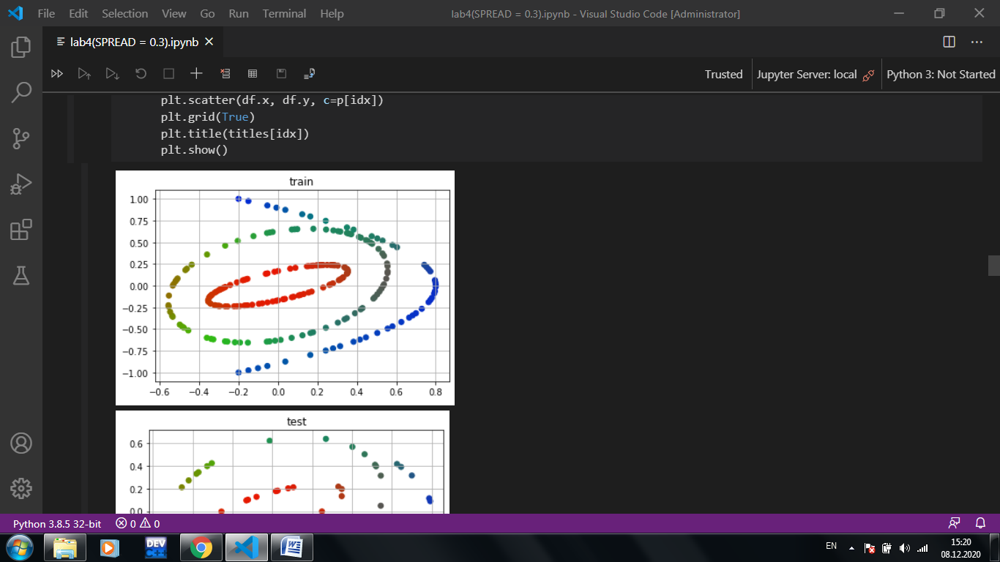 File Edit Selection View Go Run Terminal Help
lab4(SPREAD = 0.3).ipynb - Visual Studio Code [Administrator]
lab4(SPREAD = 0.3).ipynb
Trusted
Jupyter Server: local
Python 3: Not Started
plt.scatter(df.x, df.y, c=p[idx])
plt.grid(True)
plt.title(titles[idx])
plt.show()
train
1.00
0.75
0.50
0.25
0.00
−0.25
−0.50
−0.75
−1.00
−0.6 −0.4 −0.2 0.0 0.2 0.4 0.6 0.8
test
0.6
0.4
0.2
0.0
Python 3.8.5 32-bit
0 0
DEV
C++
EN
15:20
08.12.2020